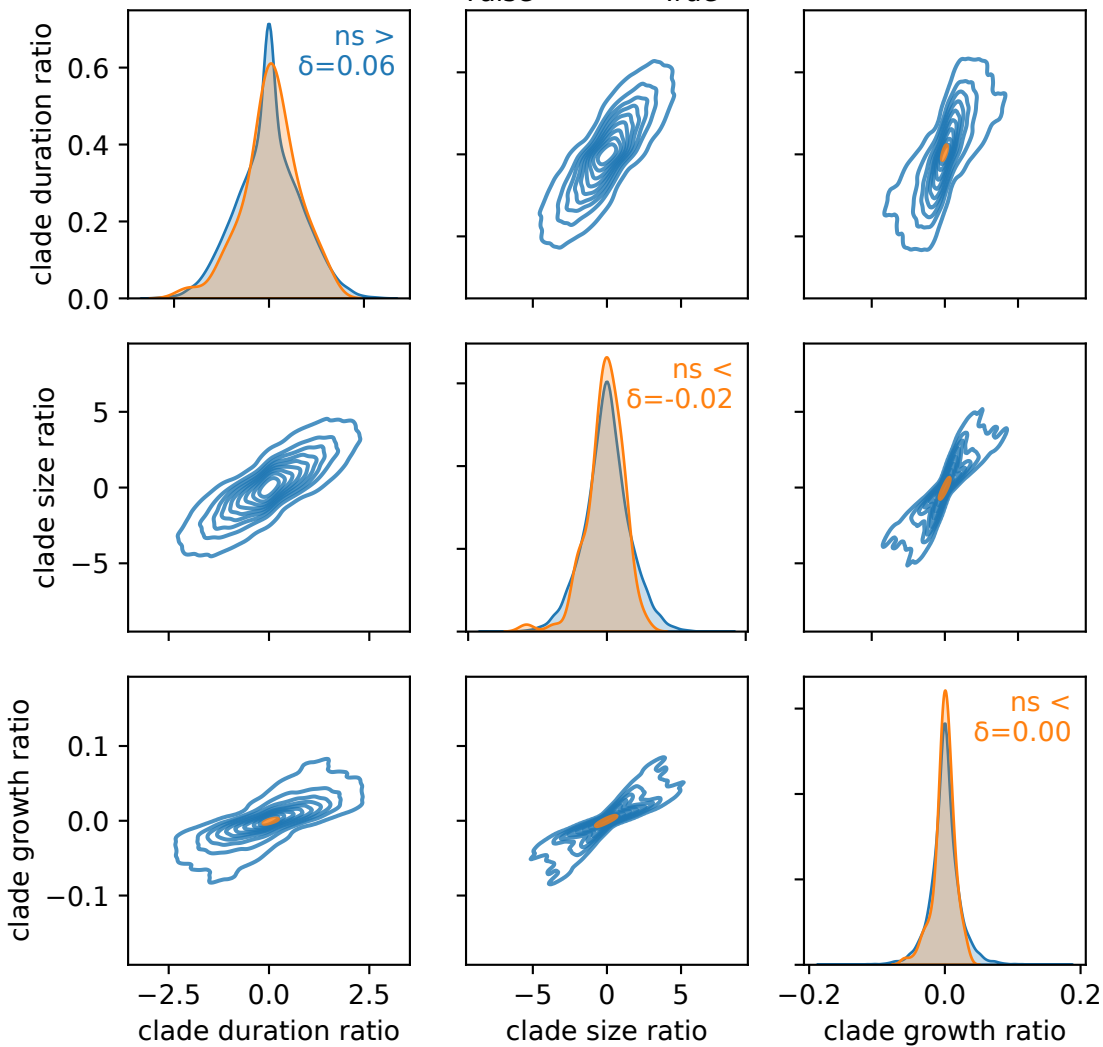 clade duration ratio
0.6
0.4
0.2
0.0
ns >
δ=0.06
−5
0
5
clade size ratio
5
0
−5
ns <
δ=-0.02
clade growth ratio
0.1
0.0
−0.1
ns <
δ=0.00
−2.5
0.0
2.5
−5
0
5
−0.2
0.0
0.2
clade duration ratio
clade size ratio
clade growth ratio